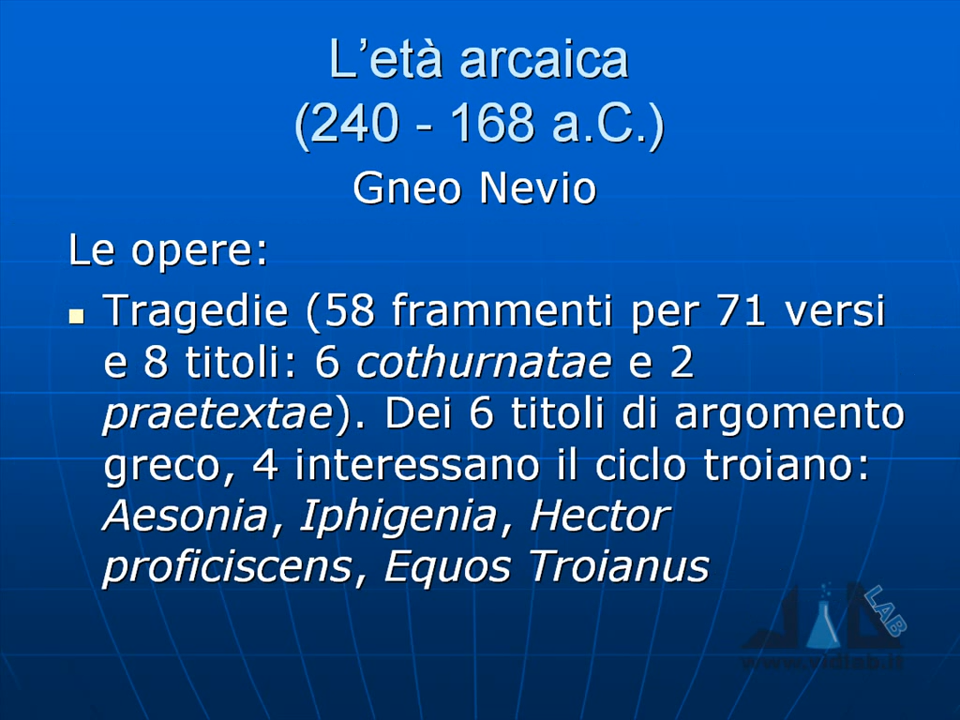 L’età arcaica
(240 - 168 a.C.)
Gneo Nevio
Le opere:
Tragedie (58 frammenti per 71 versi
e 8 titoli: 6 cothurnatae e 2
praetextae). Dei 6 titoli di argomento
greco, 4 interessano il ciclo troiano:
Aesonia, Iphigenia, Hector
proficiscens, Equos Troianus
LAB
www.vidlab.it